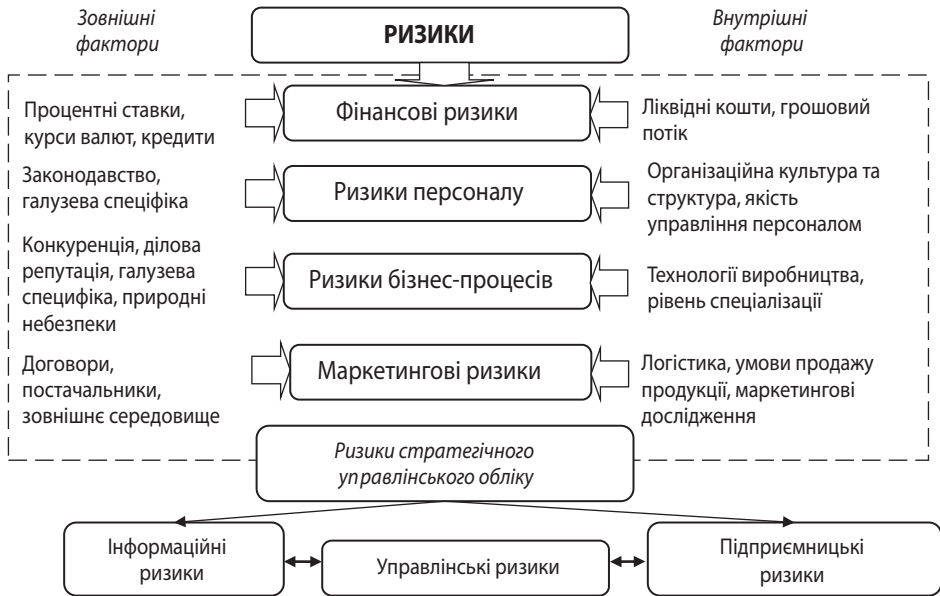 Зовнішні
фактори
РИЗИКИ
Внутрішні
фактори
Процентні ставки,
курси валют, кредити
Фінансові ризики
Ліквідні кошти, грошовий
потік
Законодавство,
галузева спеціфіка
Ризики персоналу
Організаційна культура та
структура, якість
управління персоналом
Конкуренція, ділова
репутація, галузева
специфіка, природні
небезпеки
Ризики бізнес-процесів
Технології виробництва,
рівень спеціалізації
Договори,
постачальники,
зовнішнє середовище
Маркетингові ризики
Логістика, умови продажу
продукції, маркетингові
дослідження
Ризики стратегічного
управлінського обліку
Інформаційні
ризики
Управлінські ризики
Підприємницькі
ризики